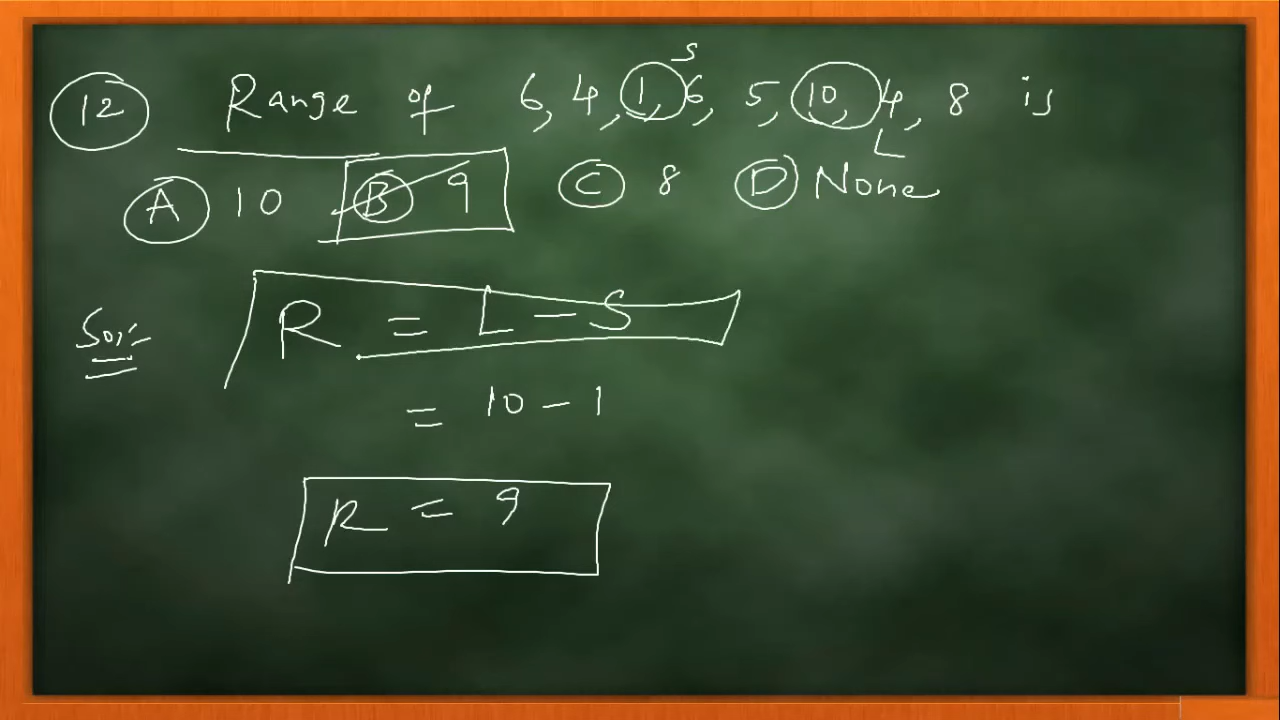 S
12 Range of 6, 4, 1, 6, 5, 10, 4, 8 is
L
A 10 B 9 C 8 D None
Sol:- R = L - S
= 10 - 1
R = 9